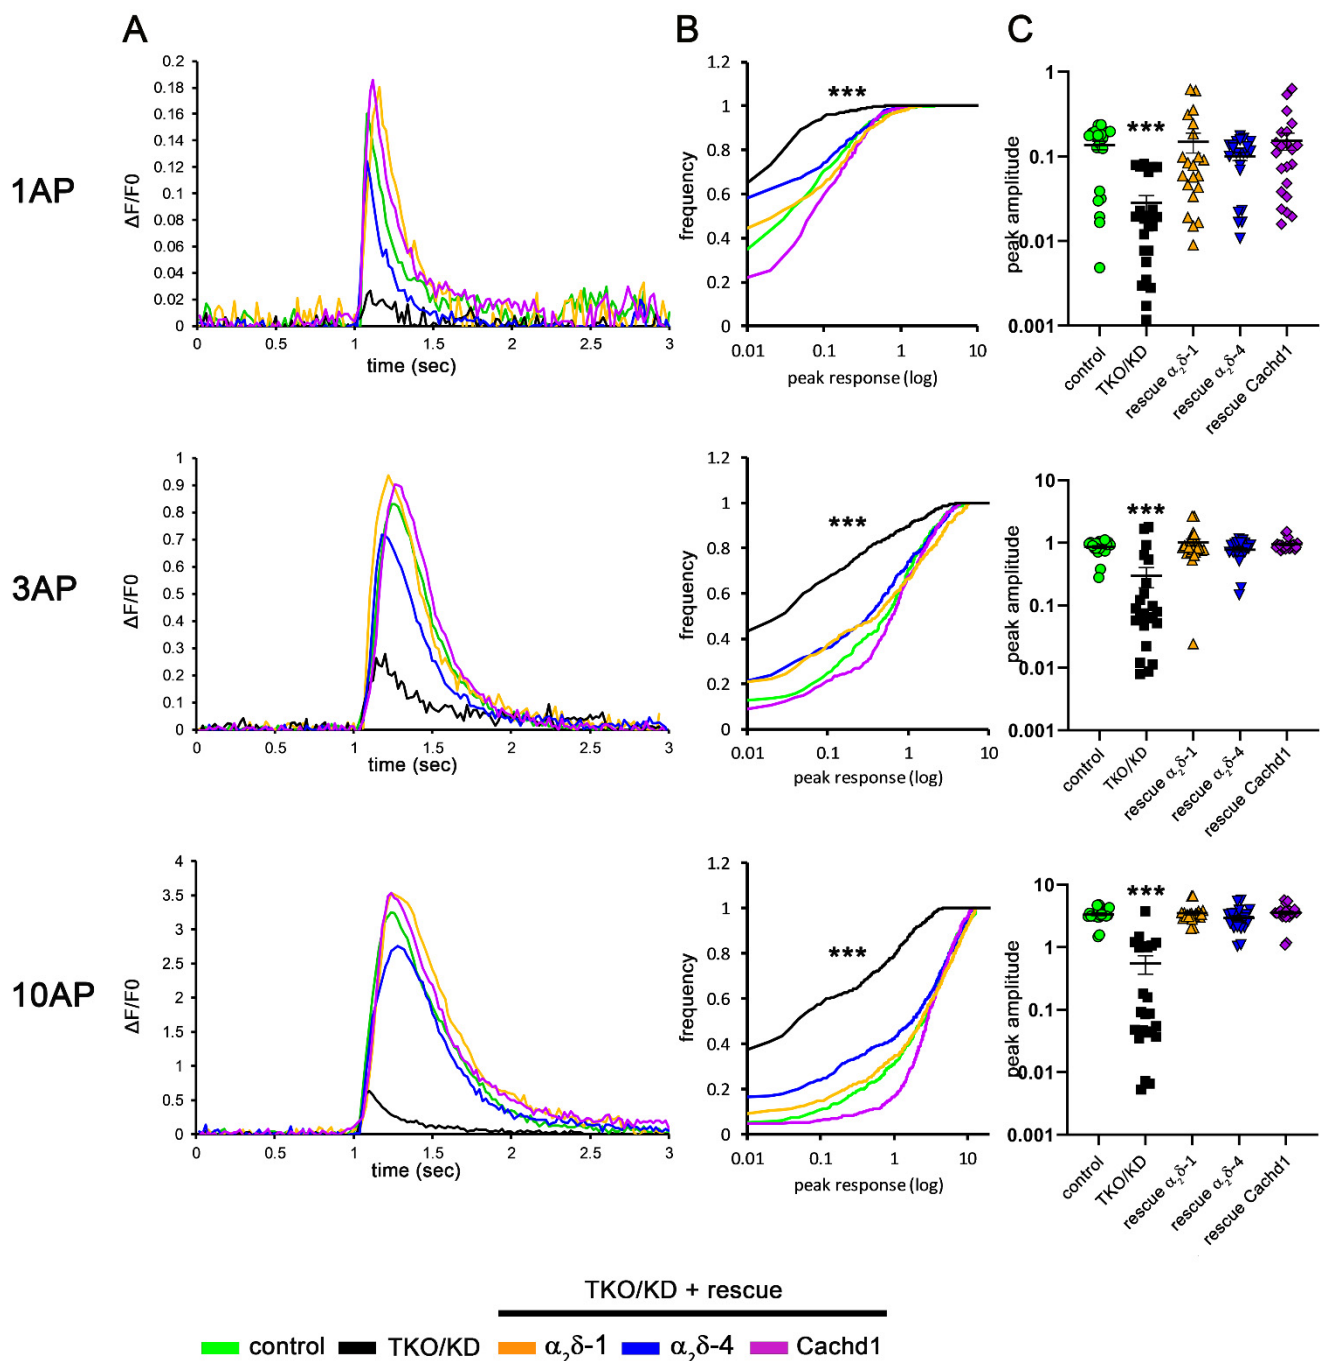 A B C
1AP
ΔF/F0
0.2
0.18
0.16
0.14
0.12
0.1
0.08
0.06
0.04
0.02
0
0 0.5 1 1.5 2 2.5 3
time (sec)
frequency
1.2
1
0.8
0.6
0.4
0.2
0
***
0.01 0.1 1 10
peak response (log)
peak amplitude
1
0.1
0.01
0.001
***
control
TKO/KD
rescue α₂δ-1
rescue α₂δ-4
rescue Cachd1
3AP
ΔF/F0
1
0.9
0.8
0.7
0.6
0.5
0.4
0.3
0.2
0.1
0
0 0.5 1 1.5 2 2.5 3
time (sec)
frequency
1.2
1
0.8
0.6
0.4
0.2
0
***
0.01 0.1 1 10
peak response (log)
peak amplitude
10
1
0.1
0.01
0.001
***
control
TKO/KD
rescue α₂δ-1
rescue α₂δ-4
rescue Cachd1
10AP
ΔF/F0
4
3.5
3
2.5
2
1.5
1
0.5
0
0 0.5 1 1.5 2 2.5 3
time (sec)
frequency
1.2
1
0.8
0.6
0.4
0.2
0
***
0.01 0.1 1 10
peak response (log)
peak amplitude
10
1
0.1
0.01
0.001
***
control
TKO/KD
rescue α₂δ-1
rescue α₂δ-4
rescue Cachd1
TKO/KD + rescue
control TKO/KD α₂δ-1 α₂δ-4 Cachd1